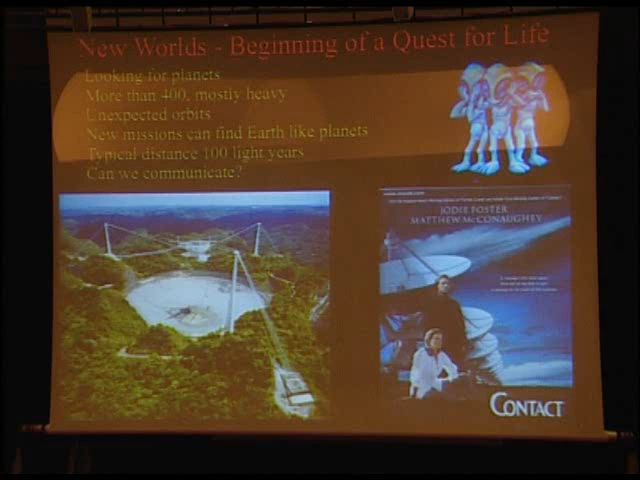 New Worlds - Beginning of a Quest for Life
Looking for planets
More than 400, mostly heavy
Unexpected orbits
New missions can find Earth like planets
Typical distance 100 light years
Can we communicate?
JODIE FOSTER
MATTHEW MCCONAUGHEY
CONTACT